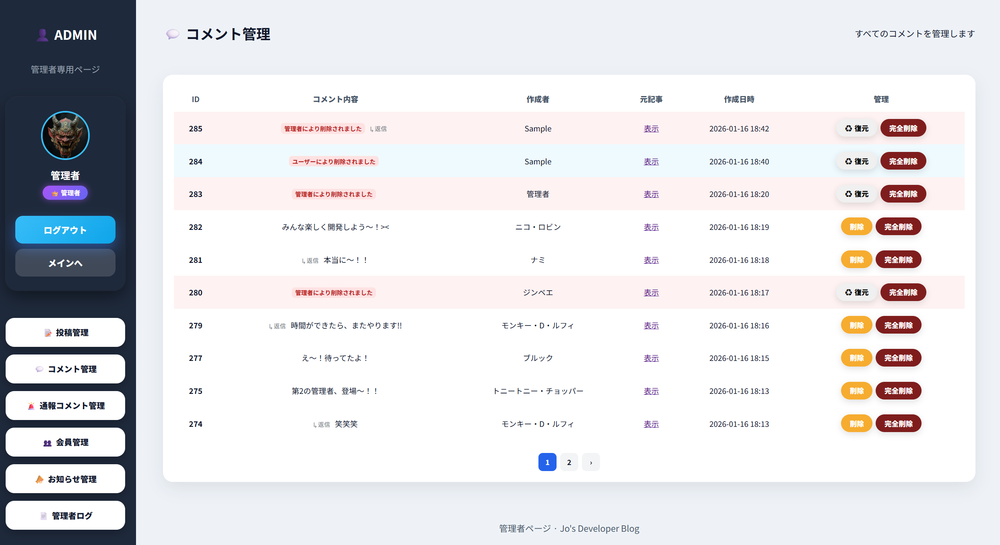 👤 ADMIN
管理者専用ページ
管理者
👑 管理者
ログアウト
メインへ
📝 投稿管理
💬 コメント管理
🚨 通報コメント管理
👥 会員管理
📣 お知らせ管理
📄 管理者ログ
💬 コメント管理
すべてのコメントを管理します
ID コメント内容 作成者 元記事 作成日時 管理
285 管理者により削除されました ↳返信 Sample 表示 2026-01-16 18:42 ♻ 復元 完全削除
284 ユーザーにより削除されました Sample 表示 2026-01-16 18:40 ♻ 復元 完全削除
283 管理者により削除されました 管理者 表示 2026-01-16 18:20 ♻ 復元 完全削除
282 みんな楽しく開発しよう～！>< ニコ・ロビン 表示 2026-01-16 18:19 削除 完全削除
281 ↳返信 本当に～！！ ナミ 表示 2026-01-16 18:18 削除 完全削除
280 管理者により削除されました ジンベエ 表示 2026-01-16 18:17 ♻ 復元 完全削除
279 ↳返信 時間ができたら、またやります!! モンキー・D・ルフィ 表示 2026-01-16 18:16 削除 完全削除
277 え～！待ってたよ！ ブルック 表示 2026-01-16 18:15 削除 完全削除
275 第2の管理者、登場～！！ トニートニー・チョッパー 表示 2026-01-16 18:13 削除 完全削除
274 ↳返信 笑笑笑 モンキー・D・ルフィ 表示 2026-01-16 18:13 削除 完全削除
1 2 ›
管理者ページ · Jo's Developer Blog